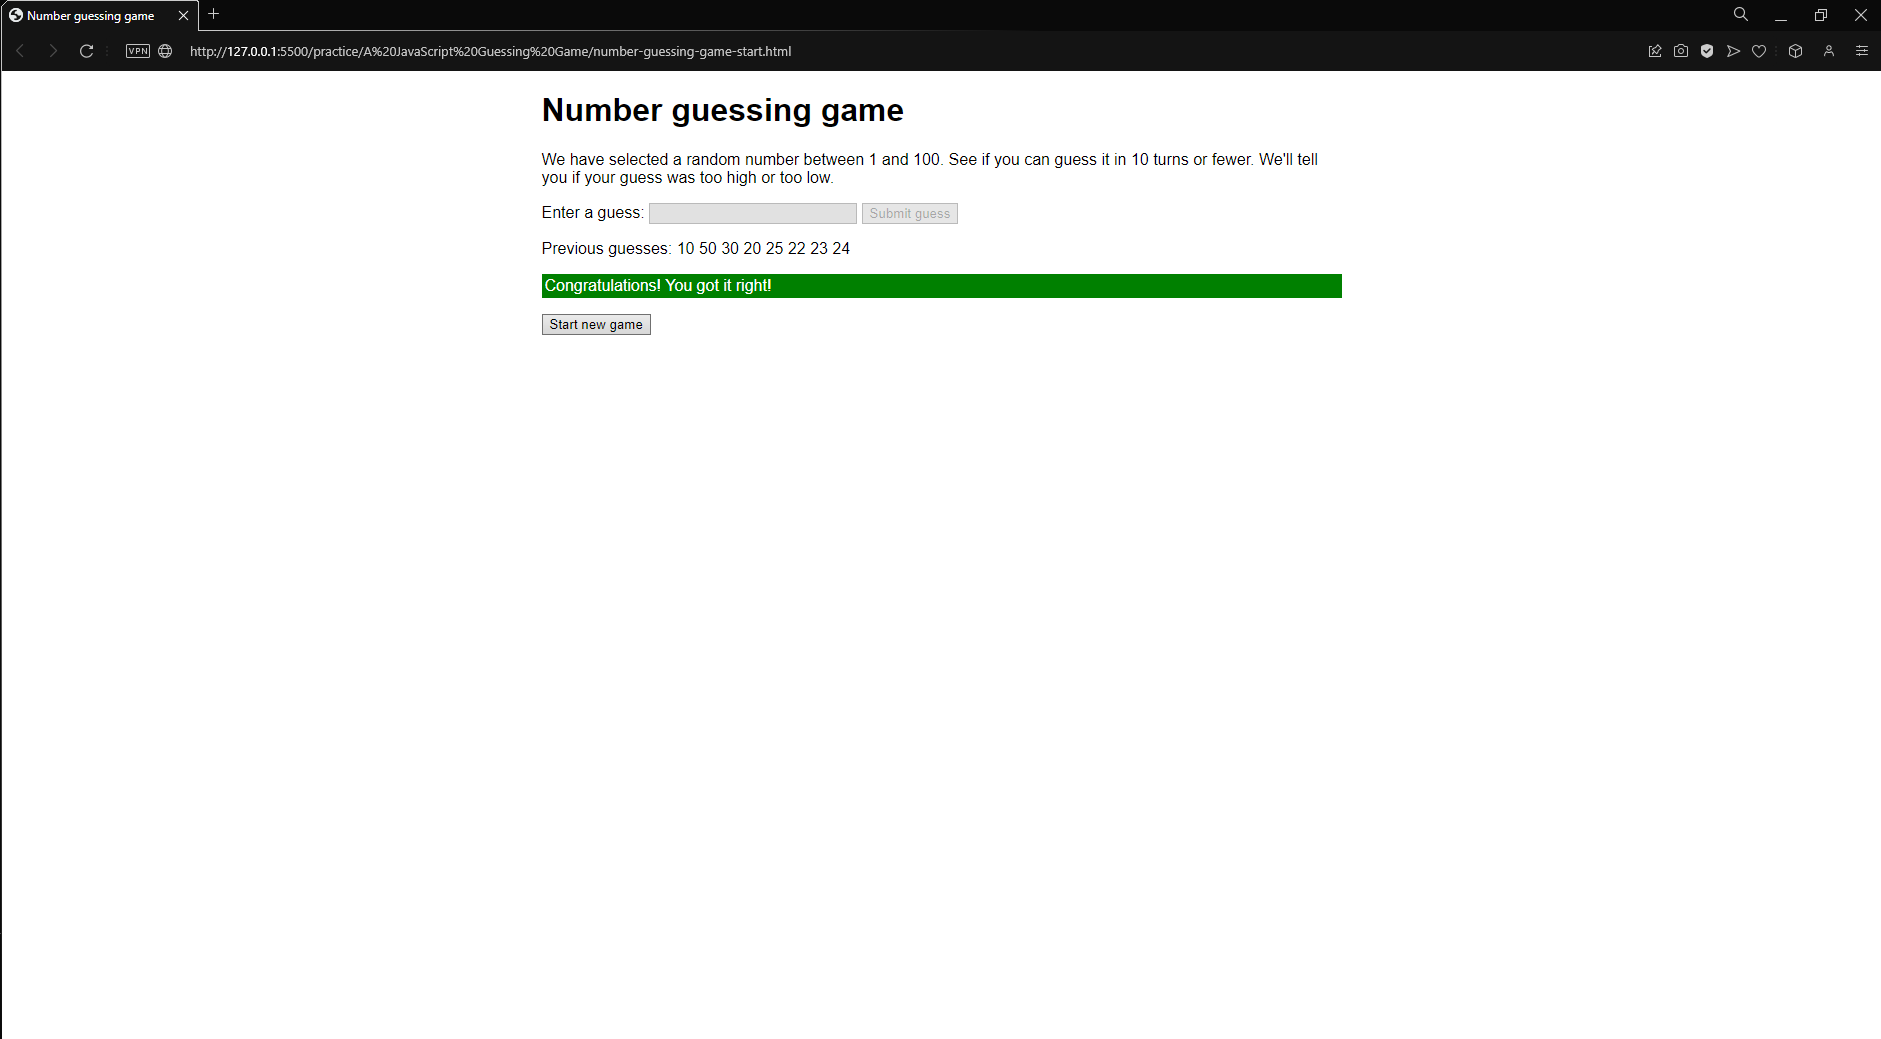 Number guessing game
VPN
http://127.0.0.1:5500/practice/A%20JavaScript%20Guessing%20Game/number-guessing-game-start.html
Number guessing game
We have selected a random number between 1 and 100. See if you can guess it in 10 turns or fewer. We'll tell
you if your guess was too high or too low.
Enter a guess: Submit guess
Previous guesses: 10 50 30 20 25 22 23 24
Congratulations! You got it right!
Start new game